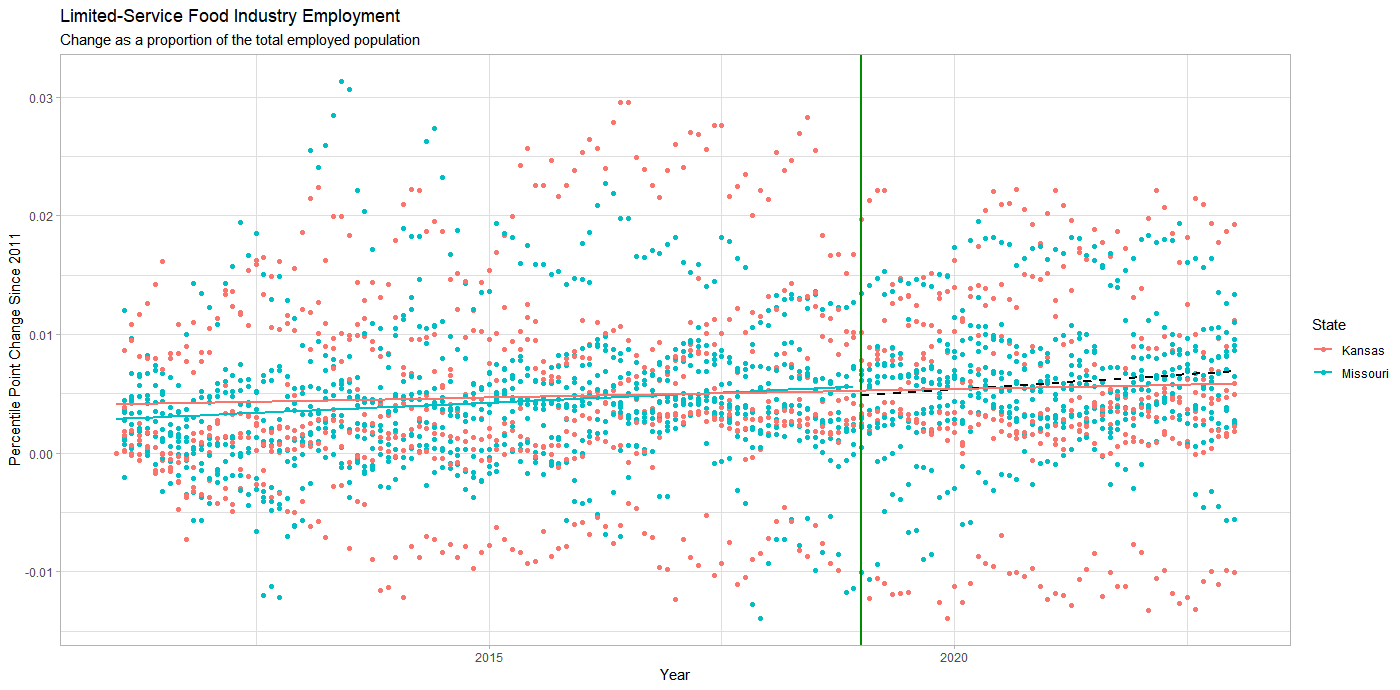 Limited-Service Food Industry Employment
Change as a proportion of the total employed population
Percentile Point Change Since 2011
0.03
0.02
0.01
0.00
-0.01
2015
2020
Year
State
Kansas
Missouri